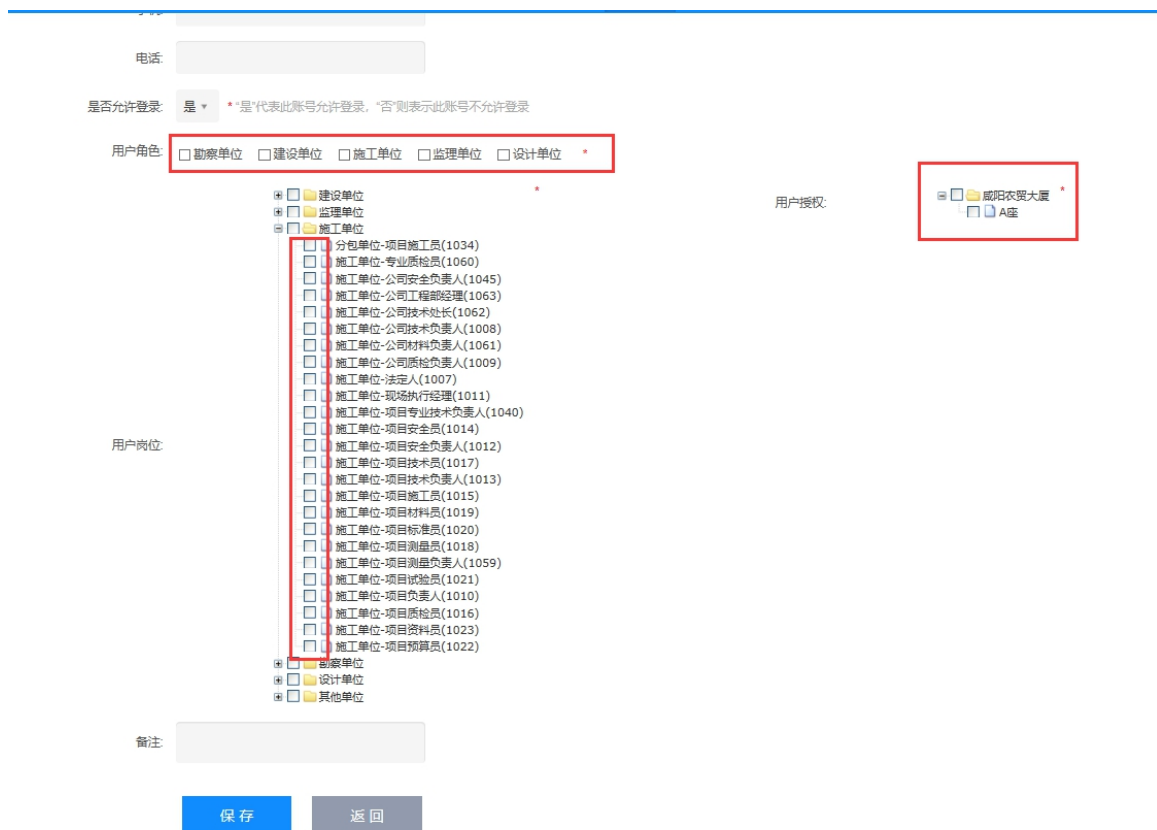 电话:
是否允许登录: 是 * "是"代表此账号允许登录，"否"则表示此账号不允许登录
用户角色: 勘察单位 建设单位 施工单位 监理单位 设计单位 *
建设单位 *
监理单位
施工单位
分包单位-项目施工员(1034)
施工单位-专业质检员(1060)
施工单位-公司安全负责人(1045)
施工单位-公司工程部经理(1063)
施工单位-公司技术处长(1062)
施工单位-公司技术负责人(1008)
施工单位-公司材料负责人(1061)
施工单位-公司质检负责人(1009)
施工单位-法定人(1007)
施工单位-现场执行经理(1011)
施工单位-项目专业技术负责人(1040)
施工单位-项目安全员(1014)
用户岗位: 施工单位-项目安全负责人(1012)
施工单位-项目技术员(1017)
施工单位-项目技术负责人(1013)
施工单位-项目施工员(1015)
施工单位-项目材料员(1019)
施工单位-项目标准员(1020)
施工单位-项目测量员(1018)
施工单位-项目测量负责人(1059)
施工单位-项目试验员(1021)
施工单位-项目负责人(1010)
施工单位-项目质检员(1016)
施工单位-项目资料员(1023)
施工单位-项目预算员(1022)
勘察单位
设计单位
其他单位
用户授权: 咸阳农贸大厦 *
A座
备注:
保存 返回